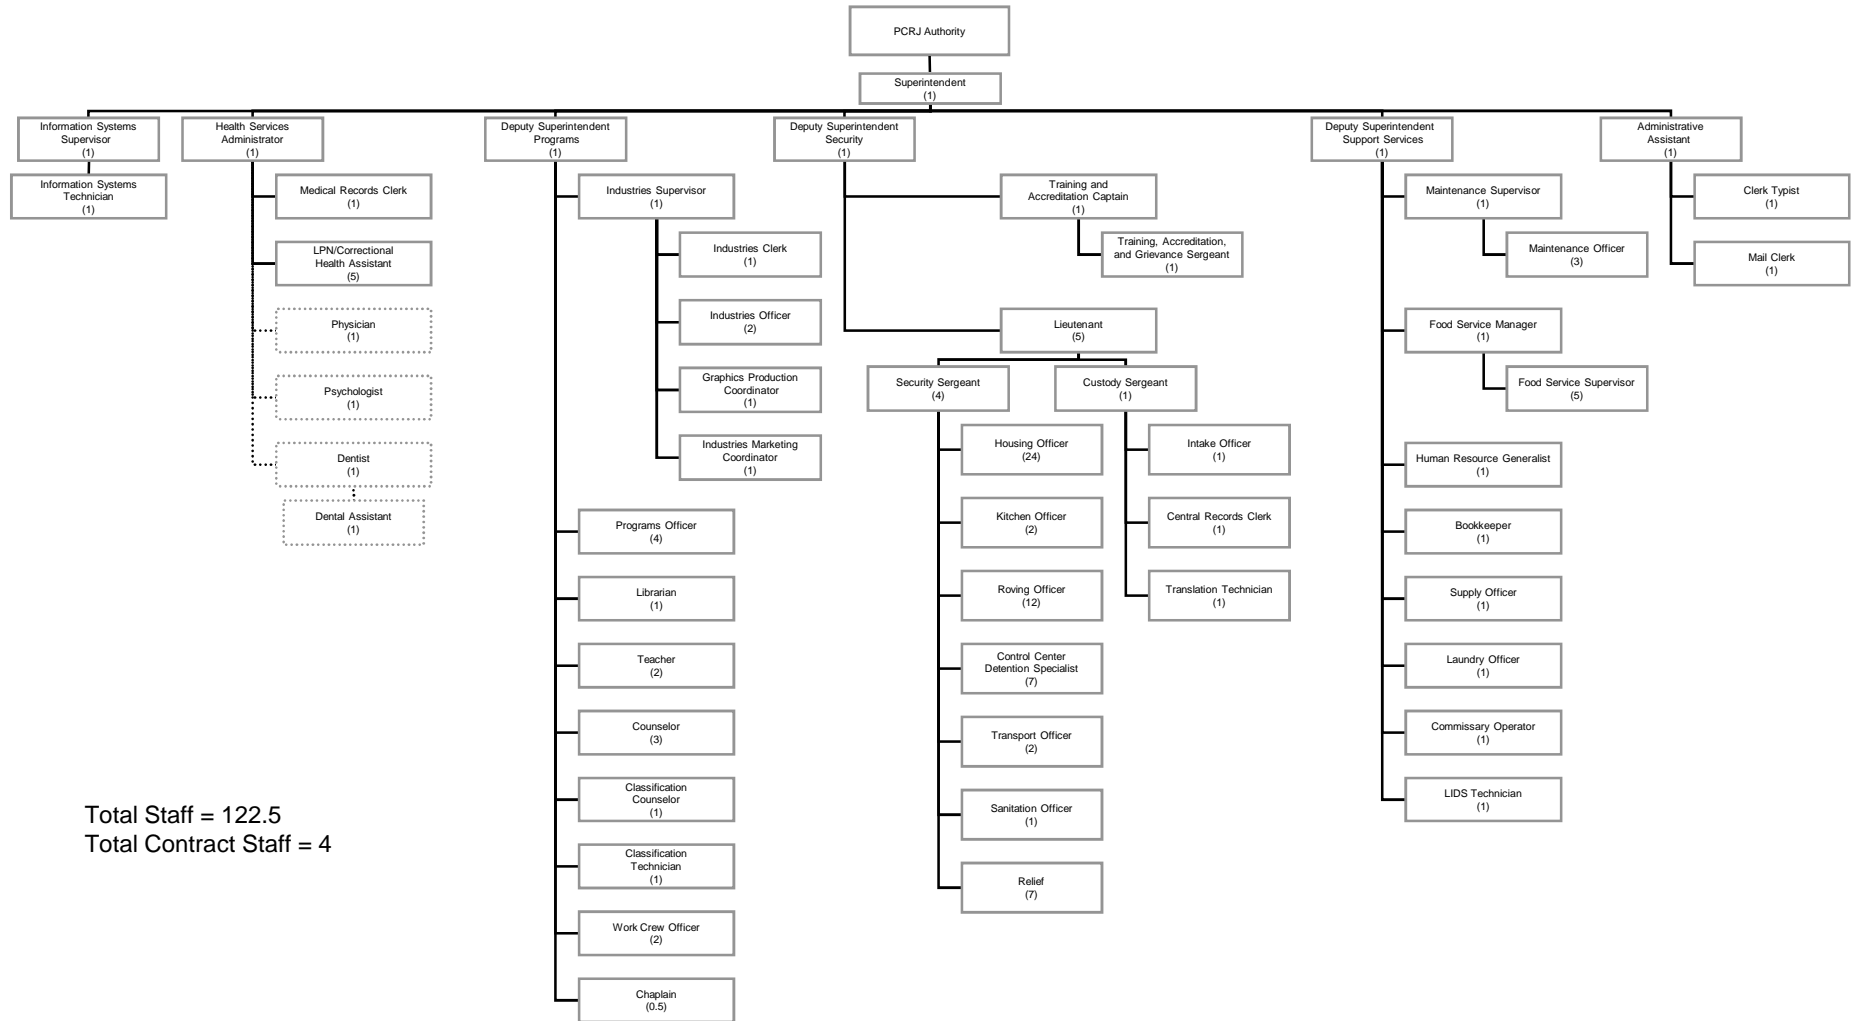 PCRJ Authority
Superintendent
(1)
Information Systems
Supervisor
(1)
Information Systems
Technician
(1)
Health Services
Administrator
(1)
Medical Records Clerk
(1)
LPN/Correctional
Health Assistant
(5)
Physician
(1)
Psychologist
(1)
Dentist
(1)
Dental Assistant
(1)
Deputy Superintendent
Programs
(1)
Industries Supervisor
(1)
Industries Clerk
(1)
Industries Officer
(2)
Graphics Production
Coordinator
(1)
Industries Marketing
Coordinator
(1)
Programs Officer
(4)
Librarian
(1)
Teacher
(2)
Counselor
(3)
Classification
Counselor
(1)
Classification
Technician
(1)
Work Crew Officer
(2)
Chaplain
(0.5)
Deputy Superintendent
Security
(1)
Training and
Accreditation Captain
(1)
Training, Accreditation,
and Grievance Sergeant
(1)
Lieutenant
(5)
Security Sergeant
(4)
Housing Officer
(24)
Kitchen Officer
(2)
Roving Officer
(12)
Control Center
Detention Specialist
(7)
Transport Officer
(2)
Sanitation Officer
(1)
Relief
(7)
Custody Sergeant
(1)
Intake Officer
(1)
Central Records Clerk
(1)
Translation Technician
(1)
Deputy Superintendent
Support Services
(1)
Maintenance Supervisor
(1)
Maintenance Officer
(3)
Food Service Manager
(1)
Food Service Supervisor
(5)
Human Resource Generalist
(1)
Bookkeeper
(1)
Supply Officer
(1)
Laundry Officer
(1)
Commissary Operator
(1)
LIDS Technician
(1)
Administrative
Assistant
(1)
Clerk Typist
(1)
Mail Clerk
(1)
Total Staff = 122.5
Total Contract Staff = 4